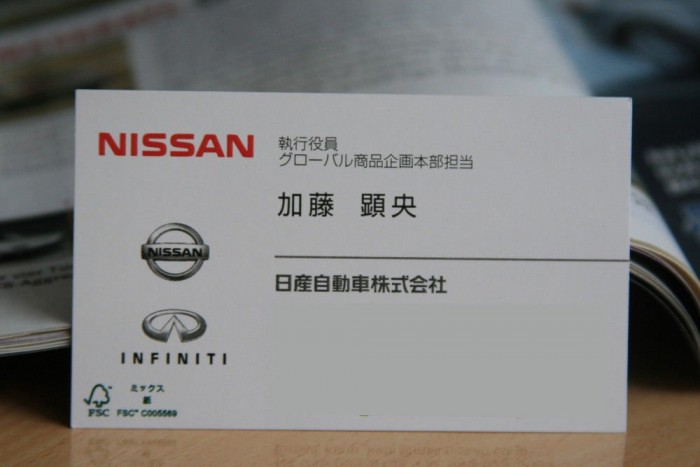 NISSAN
執行役員
グローバル商品企画本部担当
加藤 顕央
NISSAN
日産自動車株式会社
INFINITI
ミックス
紙
FSC
FSC™ C005569